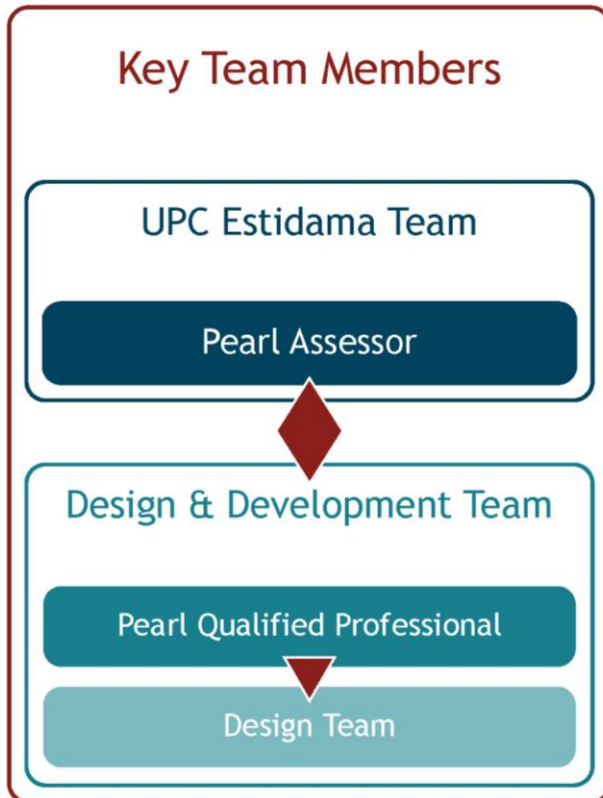 Key Team Members
UPC Estidama Team
Pearl Assessor
Design & Development Team
Pearl Qualified Professional
Design Team